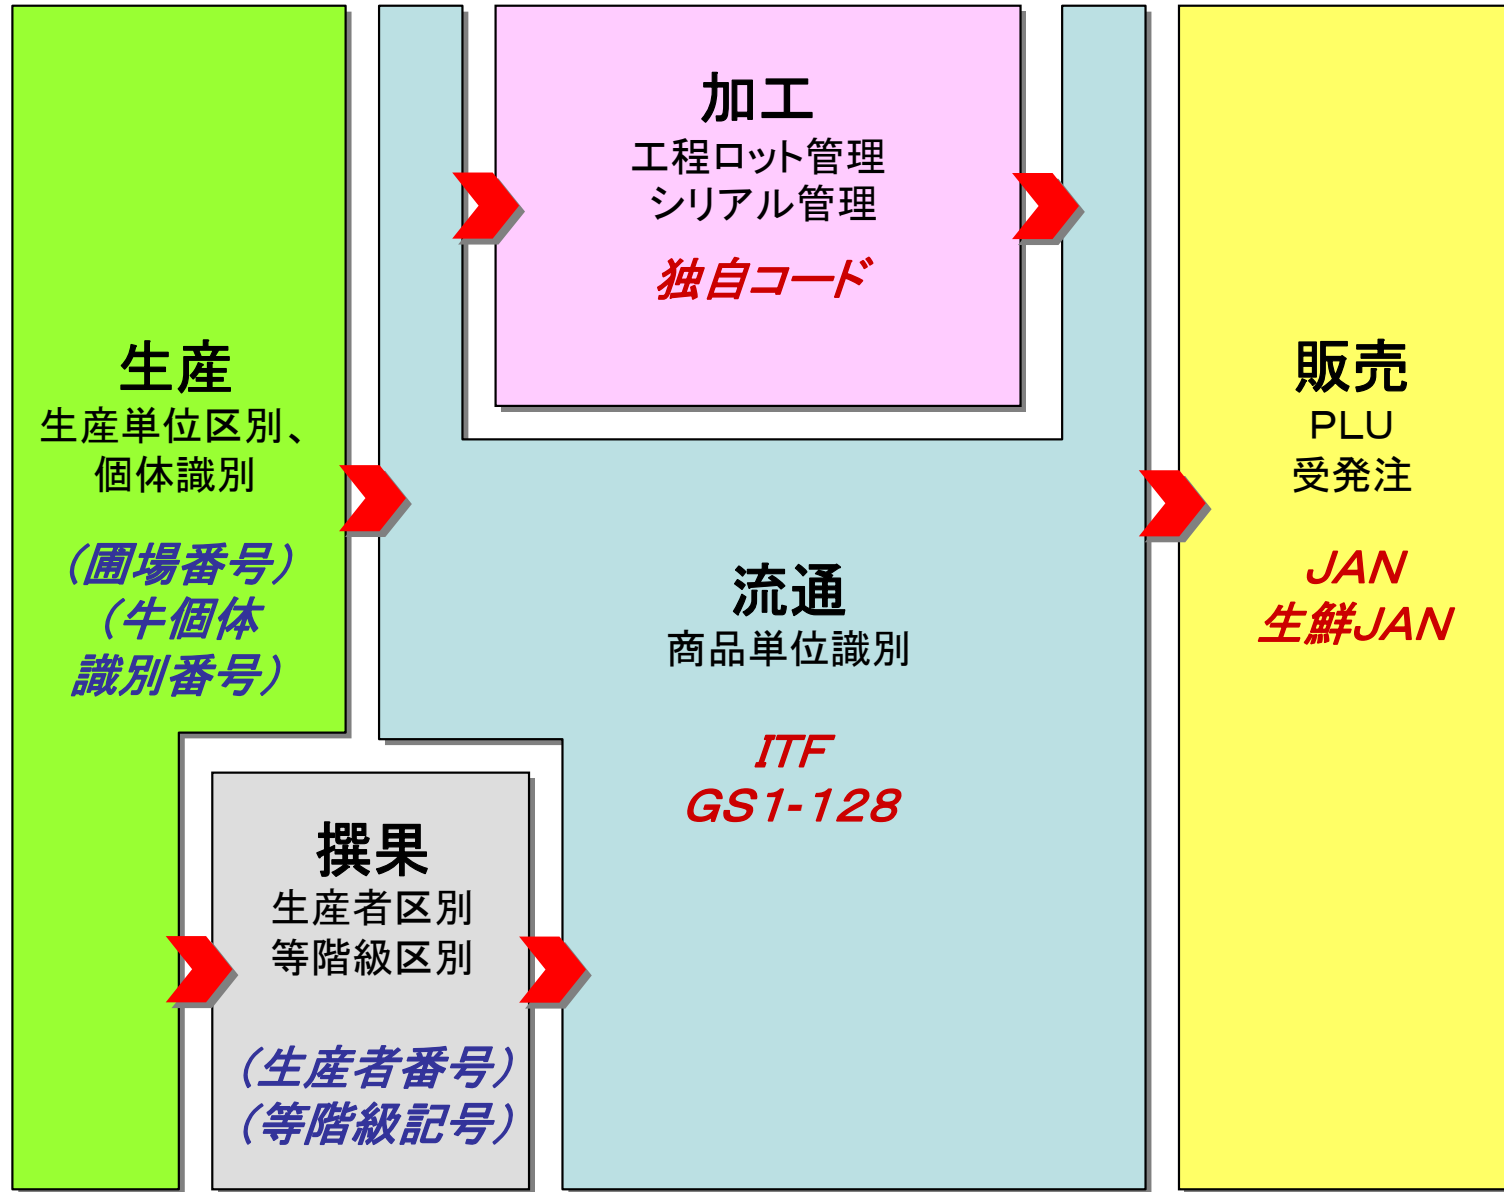 加工
工程ロット管理
シリアル管理
独自コード
生産
生産単位区別、
個体識別
（圃場番号）
（牛個体
識別番号）
撰果
生産者区別
等階級区別
（生産者番号）
（等階級記号）
流通
商品単位識別
ITF
GS1-128
販売
PLU
受発注
JAN
生鮮JAN